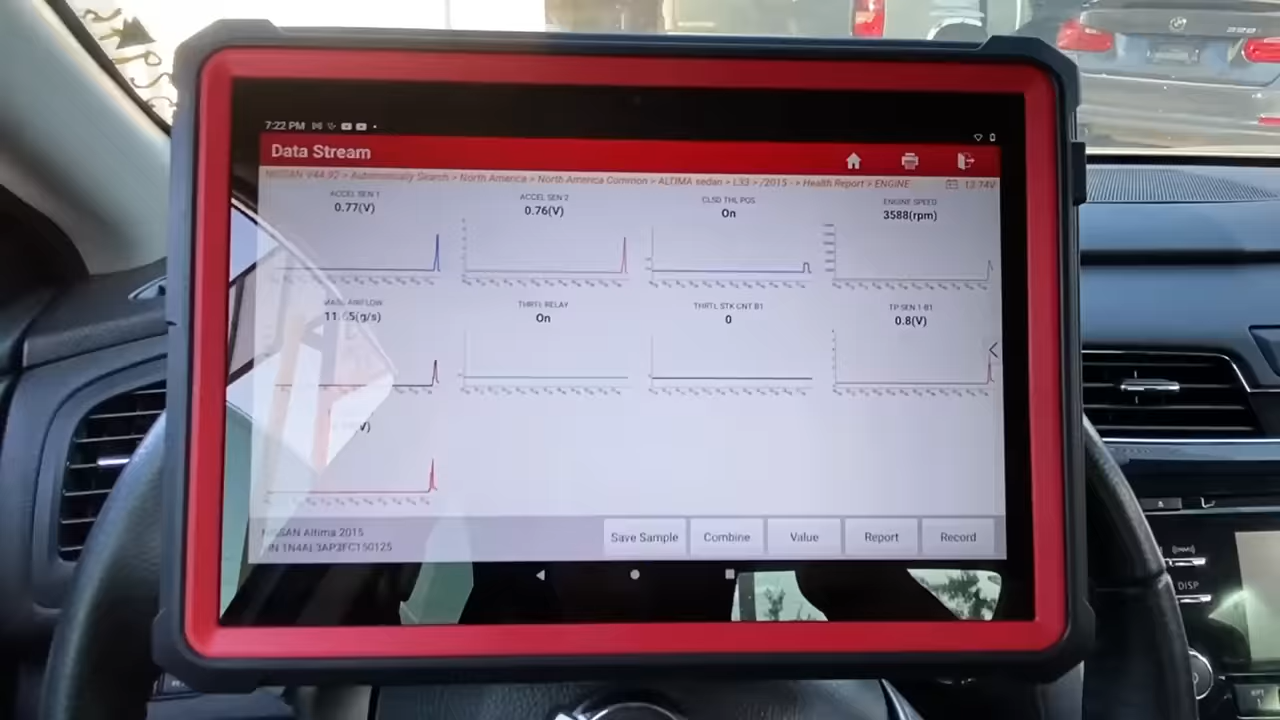 7:22 PM
Data Stream
NISSAN V44.92 > Automatically Search > North America > North America Common > ALTIMA sedan > L33 > /2015 - > Health Report > ENGINE
13.74V
ACCEL SEN 1
0.77(V)
ACCEL SEN 2
0.76(V)
CLSD THL POS
On
ENGINE SPEED
3588(rpm)
MASS AIRFLOW
11.65(g/s)
THRTL RELAY
On
THRTL STK CNT B1
0
TP SEN 1-B1
0.8(V)
NISSAN Altima 2015
Save Sample
Combine
Value
Report
Record
DISP